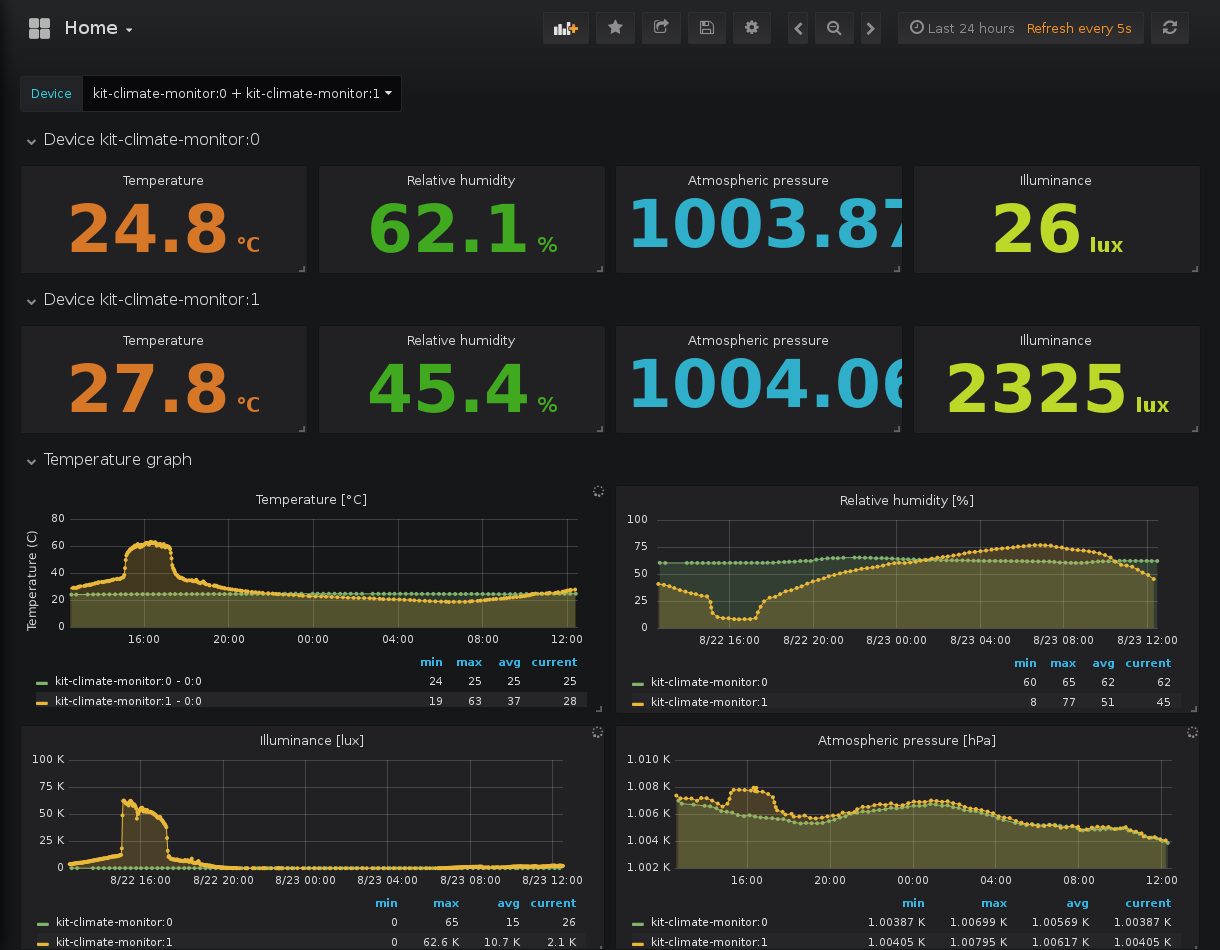 Home
Last 24 hours Refresh every 5s
Device kit-climate-monitor:0 + kit-climate-monitor:1
Device kit-climate-monitor:0
Temperature
24.8 °C
Relative humidity
62.1 %
Atmospheric pressure
1003.87
Illuminance
26 lux
Device kit-climate-monitor:1
Temperature
27.8 °C
Relative humidity
45.4 %
Atmospheric pressure
1004.06
Illuminance
2325 lux
Temperature graph
Temperature [°C]
Temperature (C)
80
60
40
20
0
16:00 20:00 00:00 04:00 08:00 12:00
min max avg current
kit-climate-monitor:0 - 0:0 24 25 25 25
kit-climate-monitor:1 - 0:0 19 63 37 28
Relative humidity [%]
100
75
50
25
0
8/22 16:00 8/22 20:00 8/23 00:00 8/23 04:00 8/23 08:00 8/23 12:00
min max avg current
kit-climate-monitor:0 60 65 62 62
kit-climate-monitor:1 8 77 51 45
Illuminance [lux]
100 K
75 K
50 K
25 K
0
8/22 16:00 8/22 20:00 8/23 00:00 8/23 04:00 8/23 08:00 8/23 12:00
min max avg current
kit-climate-monitor:0 0 65 15 26
kit-climate-monitor:1 0 62.6 K 10.7 K 2.1 K
Atmospheric pressure [hPa]
1.010 K
1.008 K
1.006 K
1.004 K
1.002 K
16:00 20:00 00:00 04:00 08:00 12:00
min max avg current
kit-climate-monitor:0 1.00387 K 1.00699 K 1.00569 K 1.00387 K
kit-climate-monitor:1 1.00405 K 1.00795 K 1.00617 K 1.00405 K